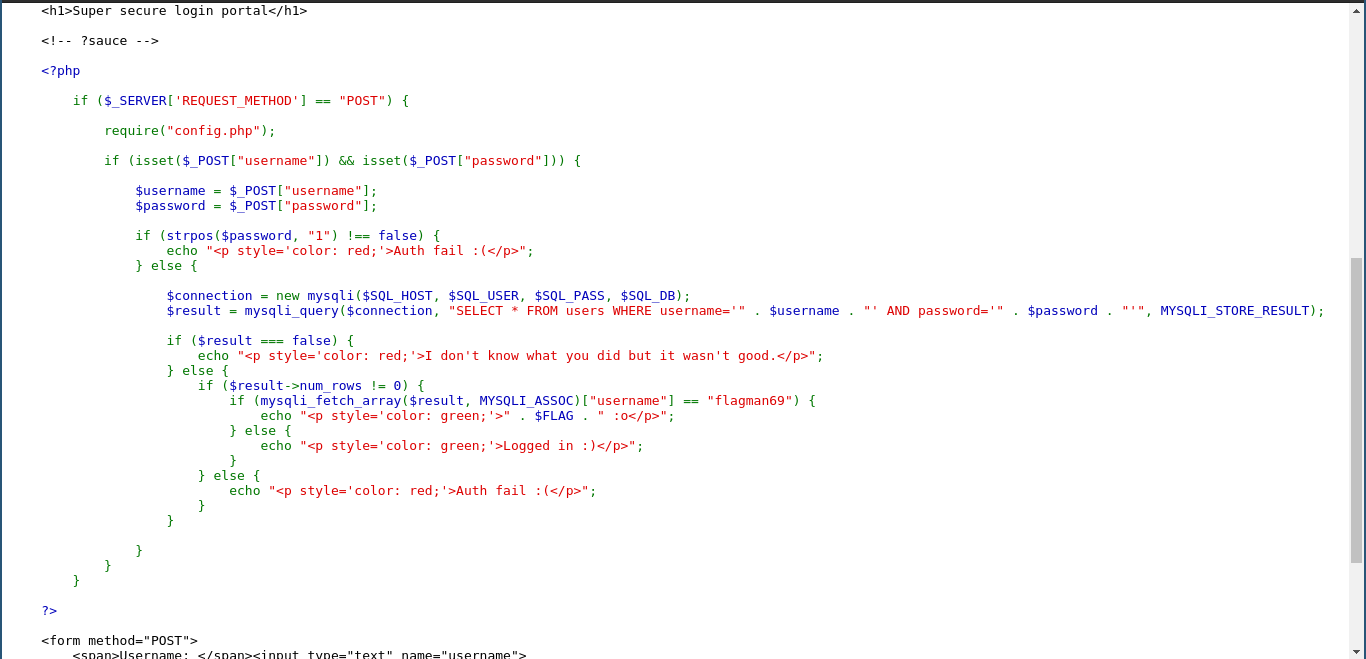 <h1>Super secure login portal</h1>
<!-- ?sauce -->
<?php
if ($_SERVER['REQUEST_METHOD'] == "POST") {
require("config.php");
if (isset($_POST["username"]) && isset($_POST["password"])) {
$username = $_POST["username"];
$password = $_POST["password"];
if (strpos($password, "1") !== false) {
echo "<p style='color: red;'>Auth fail :(</p>";
} else {
$connection = new mysqli($SQL_HOST, $SQL_USER, $SQL_PASS, $SQL_DB);
$result = mysqli_query($connection, "SELECT * FROM users WHERE username='" . $username . "' AND password='" . $password . "'", MYSQLI_STORE_RESULT);
if ($result === false) {
echo "<p style='color: red;'>I don't know what you did but it wasn't good.</p>";
} else {
if ($result->num_rows != 0) {
if (mysqli_fetch_array($result, MYSQLI_ASSOC)["username"] == "flagman69") {
echo "<p style='color: green;'>" . $FLAG . " :o</p>";
} else {
echo "<p style='color: green;'>Logged in :)</p>";
}
} else {
echo "<p style='color: red;'>Auth fail :(</p>";
}
}
}
}
}
?>
<form method="POST">
<span>Username: </span><input type="text" name="username">